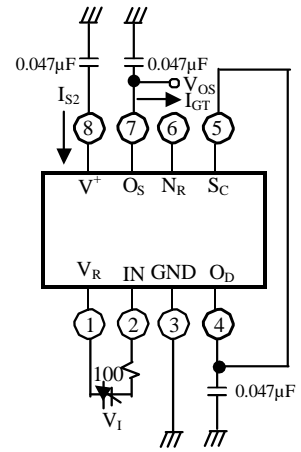 0.047µF
0.047µF
VOS
IS2
IGT
8
7
6
5
V+
OS
NR
SC
VR
IN
GND
OD
1
2
3
4
100
VI
0.047µF